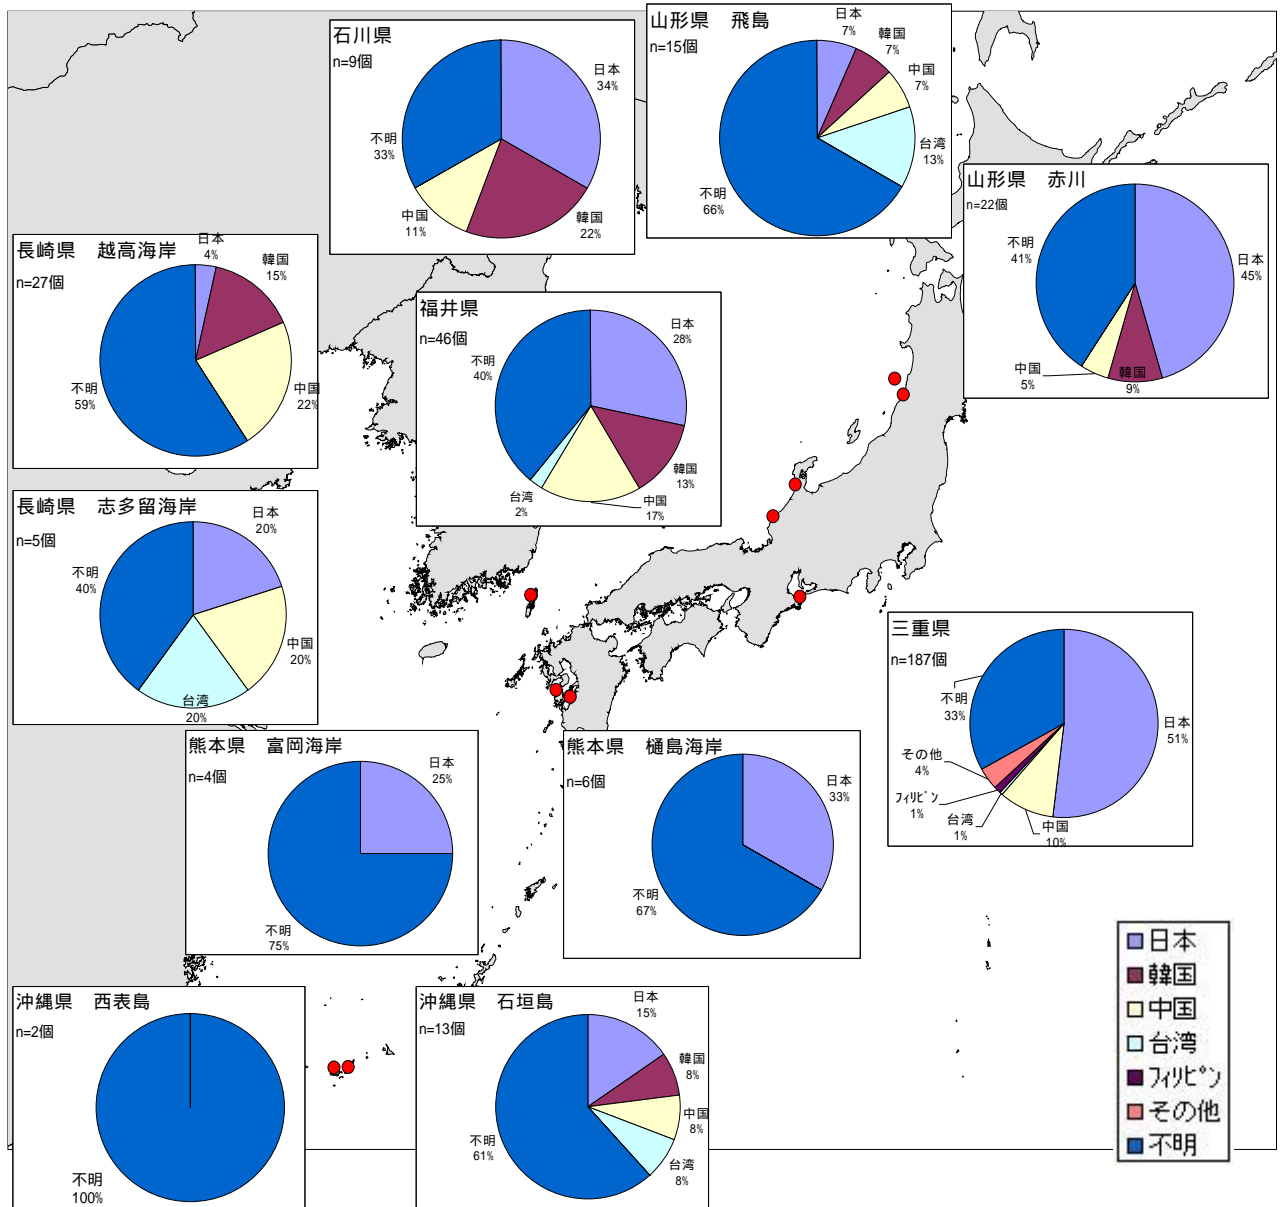 石川県
n=9個
日本
34%
韓国
22%
中国
11%
不明
33%
山形県　飛島
n=15個
日本
7%
韓国
7%
中国
7%
台湾
13%
不明
66%
山形県　赤川
n=22個
日本
45%
韓国
9%
中国
5%
不明
41%
長崎県　越高海岸
n=27個
日本
4%
韓国
15%
中国
22%
不明
59%
福井県
n=46個
日本
28%
韓国
13%
中国
17%
台湾
2%
不明
40%
長崎県　志多留海岸
n=5個
日本
20%
中国
20%
台湾
20%
不明
40%
三重県
n=187個
日本
51%
中国
10%
台湾
1%
フィリピン
1%
その他
4%
不明
33%
熊本県　富岡海岸
n=4個
日本
25%
不明
75%
熊本県　樋島海岸
n=6個
日本
33%
不明
67%
沖縄県　西表島
n=2個
不明
100%
沖縄県　石垣島
n=13個
日本
15%
韓国
8%
中国
8%
台湾
8%
不明
61%
日本
韓国
中国
台湾
フィリピン
その他
不明